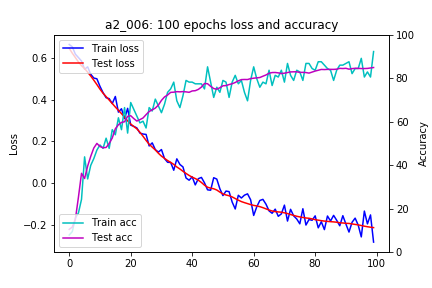 a2_006: 100 epochs loss and accuracy
Train loss
Test loss
Train acc
Test acc
Loss
Accuracy
0.6
0.4
0.2
0.0
−0.2
100
80
60
40
20
0
0 20 40 60 80 100